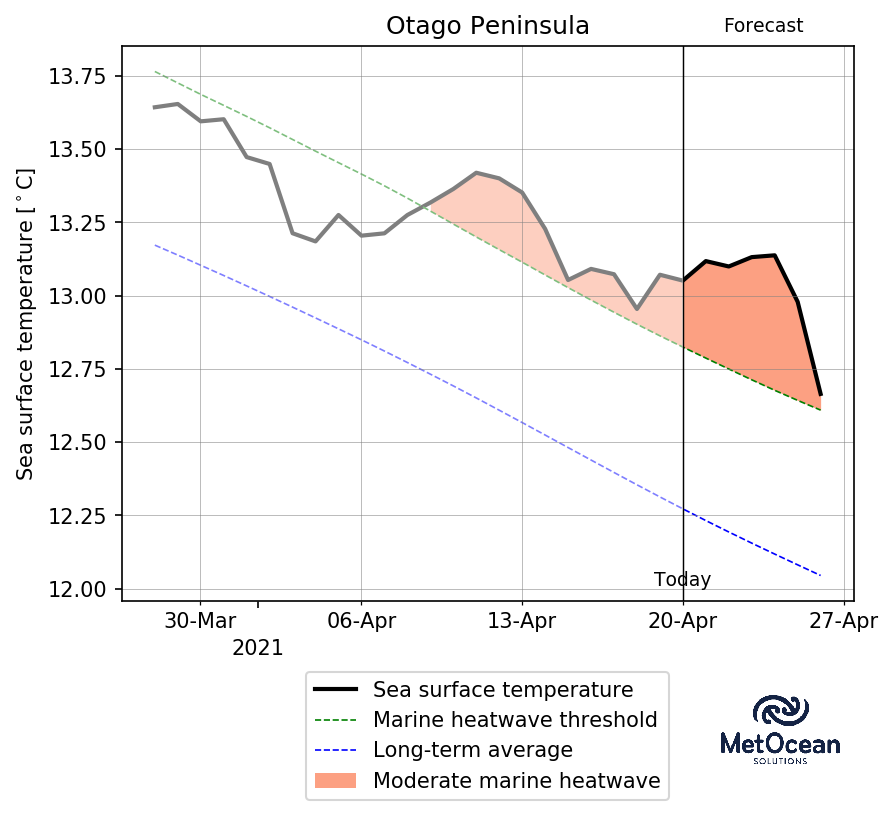 Otago Peninsula
Forecast
Sea surface temperature [°C]
13.75
13.50
13.25
13.00
12.75
12.50
12.25
12.00
Today
30-Mar
06-Apr
13-Apr
20-Apr
27-Apr
2021
Sea surface temperature
Marine heatwave threshold
Long-term average
Moderate marine heatwave
MetOcean
SOLUTIONS